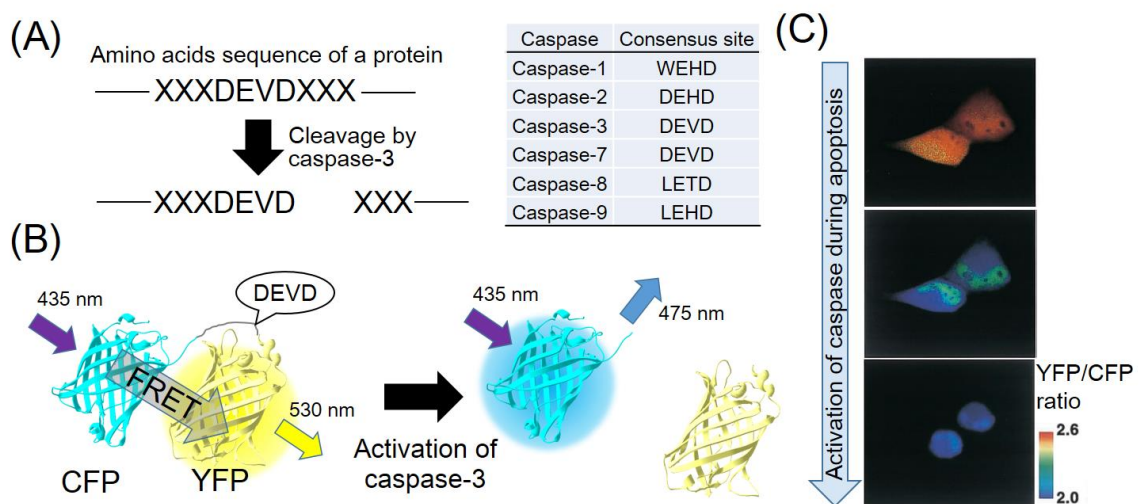 (A)
Amino acids sequence of a protein
XXXDEVDXXX
Cleavage by
caspase-3
XXXDEVD XXX
Caspase Consensus site
Caspase-1 WEHD
Caspase-2 DEHD
Caspase-3 DEVD
Caspase-7 DEVD
Caspase-8 LETD
Caspase-9 LEHD
(B)
DEVD
435 nm
FRET
530 nm
CFP
YFP
Activation of
caspase-3
435 nm
475 nm
(C)
Activation of caspase during apoptosis
YFP/CFP
ratio
2.6
2.0